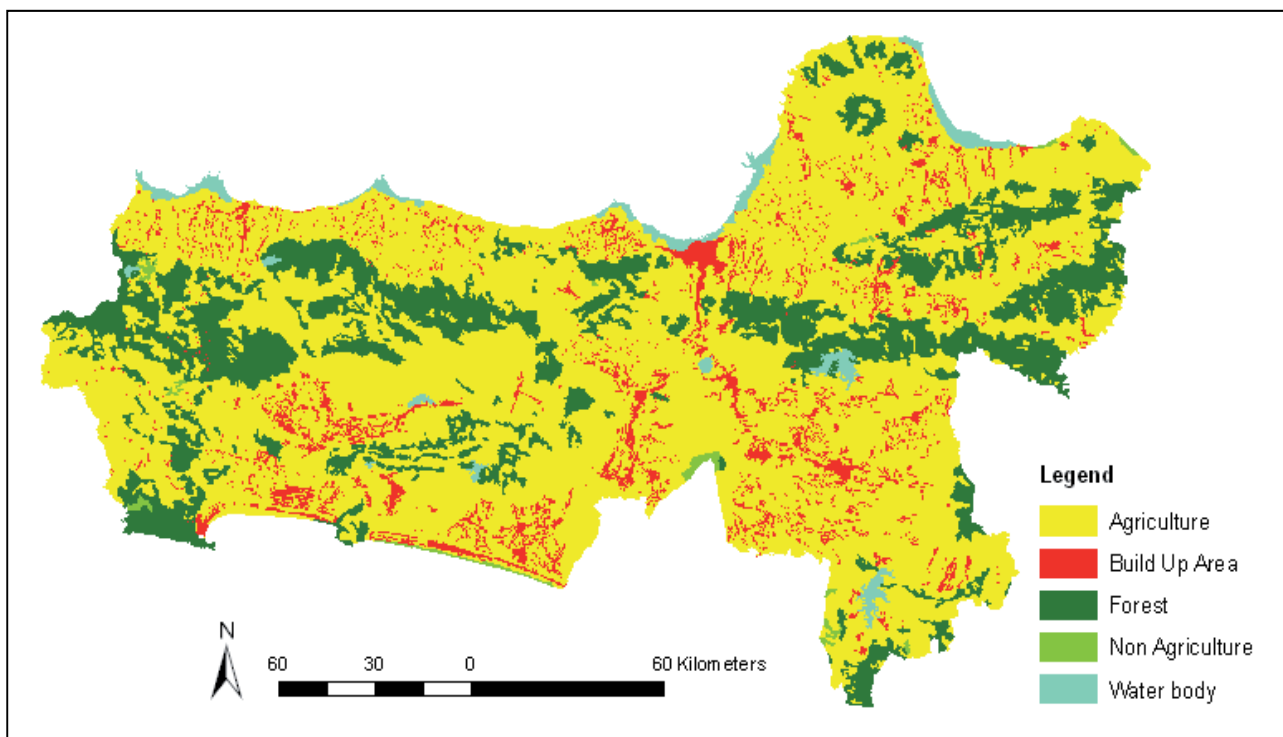 Legend
Agriculture
Build Up Area
Forest
Non Agriculture
Water body
N
60 30 0 60 Kilometers